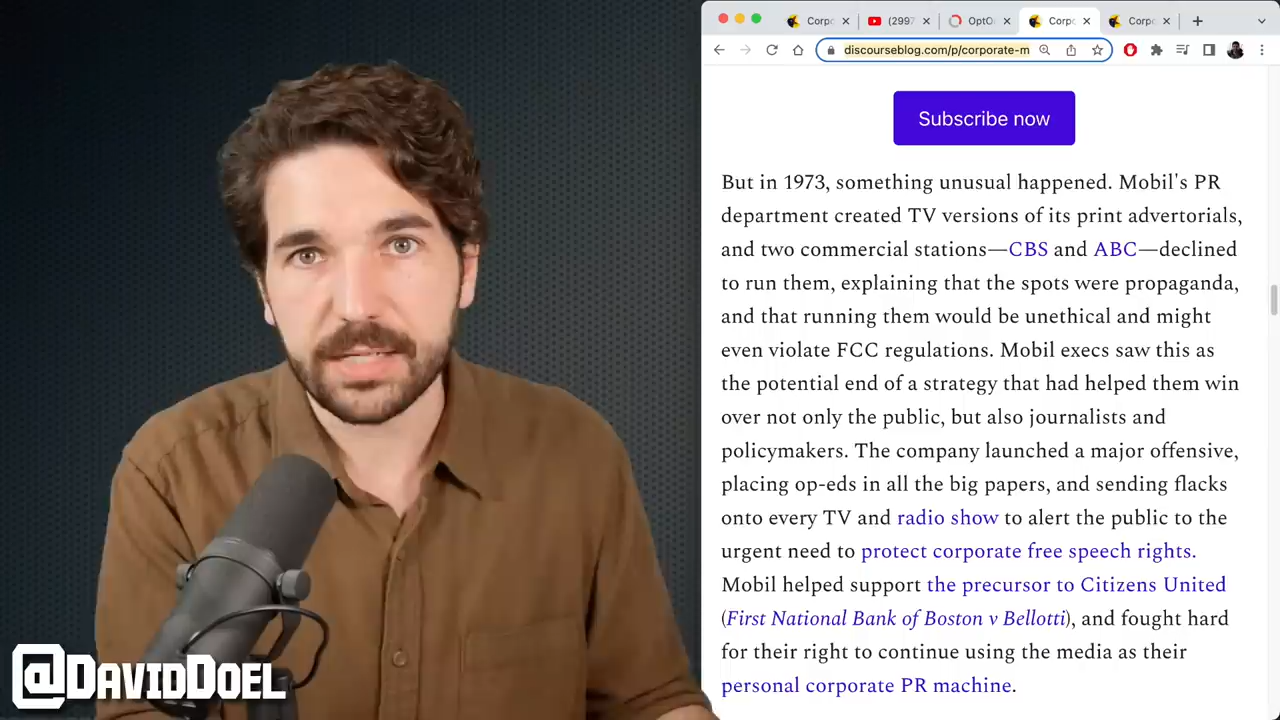 Corpo
(2997
OptOu
Corpo
Corpo
discourseblog.com/p/corporate-m
Subscribe now
But in 1973, something unusual happened. Mobil's PR
department created TV versions of its print advertorials,
and two commercial stations—CBS and ABC—declined
to run them, explaining that the spots were propaganda,
and that running them would be unethical and might
even violate FCC regulations. Mobil execs saw this as
the potential end of a strategy that had helped them win
over not only the public, but also journalists and
policymakers. The company launched a major offensive,
placing op-eds in all the big papers, and sending flacks
onto every TV and radio show to alert the public to the
urgent need to protect corporate free speech rights.
Mobil helped support the precursor to Citizens United
(First National Bank of Boston v Bellotti), and fought hard
for their right to continue using the media as their
personal corporate PR machine.
@DavidDoel